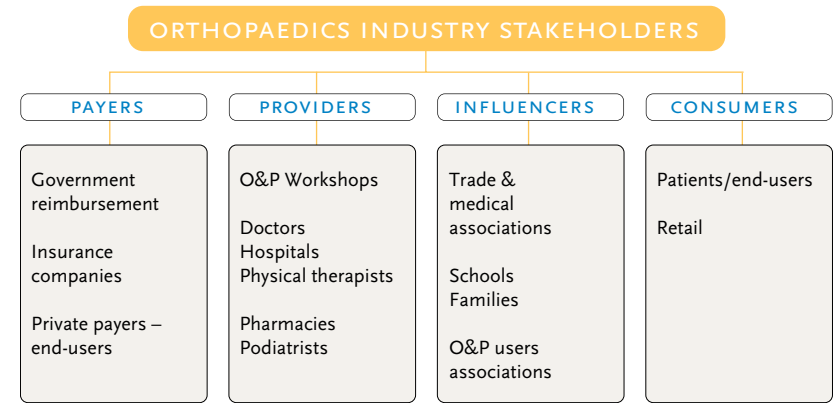 ORTHOPAEDICS INDUSTRY STAKEHOLDERS
PAYERS
Government
reimbursement
Insurance
companies
Private payers –
end-users
PROVIDERS
O&P Workshops
Doctors
Hospitals
Physical therapists
Pharmacies
Podiatrists
INFLUENCERS
Trade &
medical
associations
Schools
Families
O&P users
associations
CONSUMERS
Patients/end-users
Retail